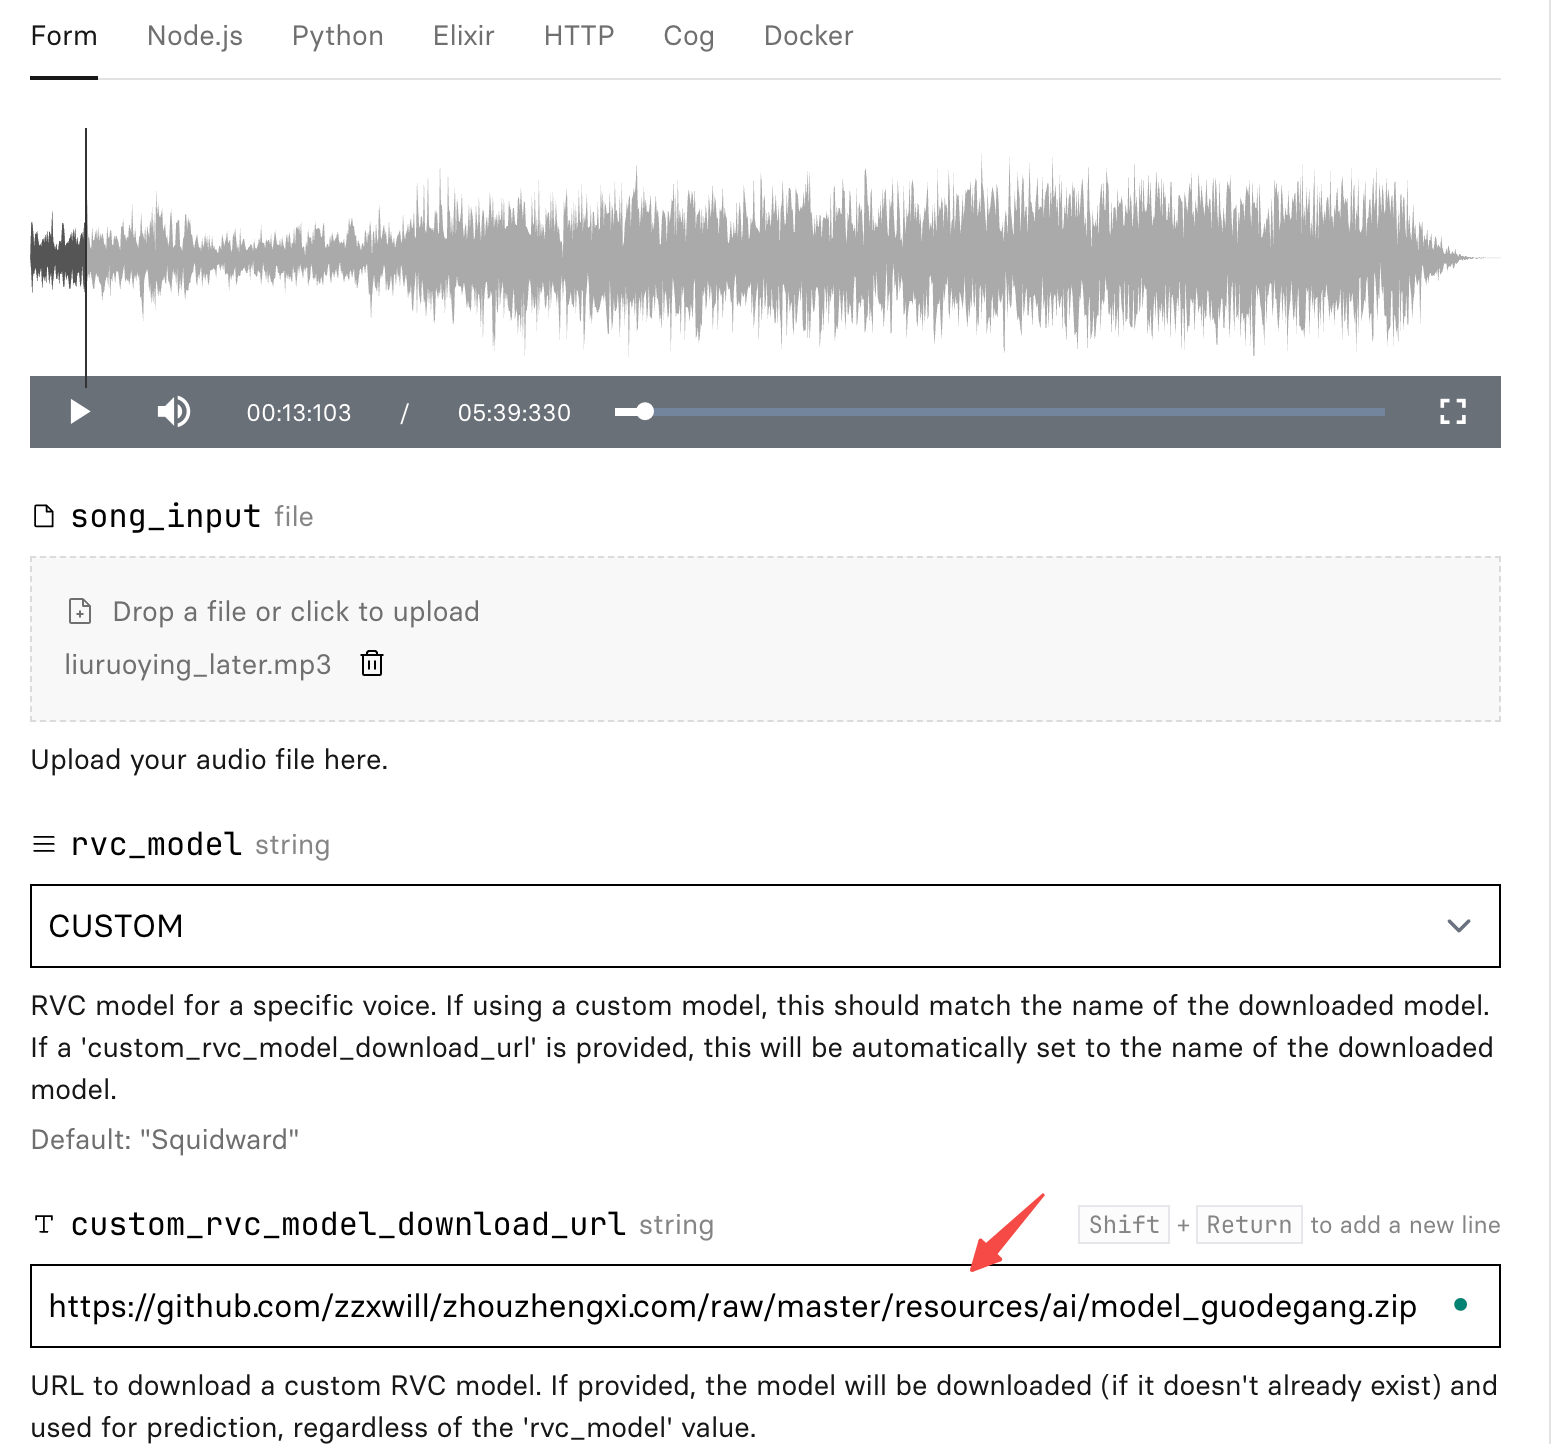 Form Node.js Python Elixir HTTP Cog Docker
00:13:103 / 05:39:330
song_input file
Drop a file or click to upload
liuruoying_later.mp3
Upload your audio file here.
rvc_model string
CUSTOM
RVC model for a specific voice. If using a custom model, this should match the name of the downloaded model.
If a 'custom_rvc_model_download_url' is provided, this will be automatically set to the name of the downloaded
model.
Default: "Squidward"
custom_rvc_model_download_url string Shift + Return to add a new line
https://github.com/zzxwill/zhouzhengxi.com/raw/master/resources/ai/model_guodegang.zip
URL to download a custom RVC model. If provided, the model will be downloaded (if it doesn't already exist) and
used for prediction, regardless of the 'rvc_model' value.